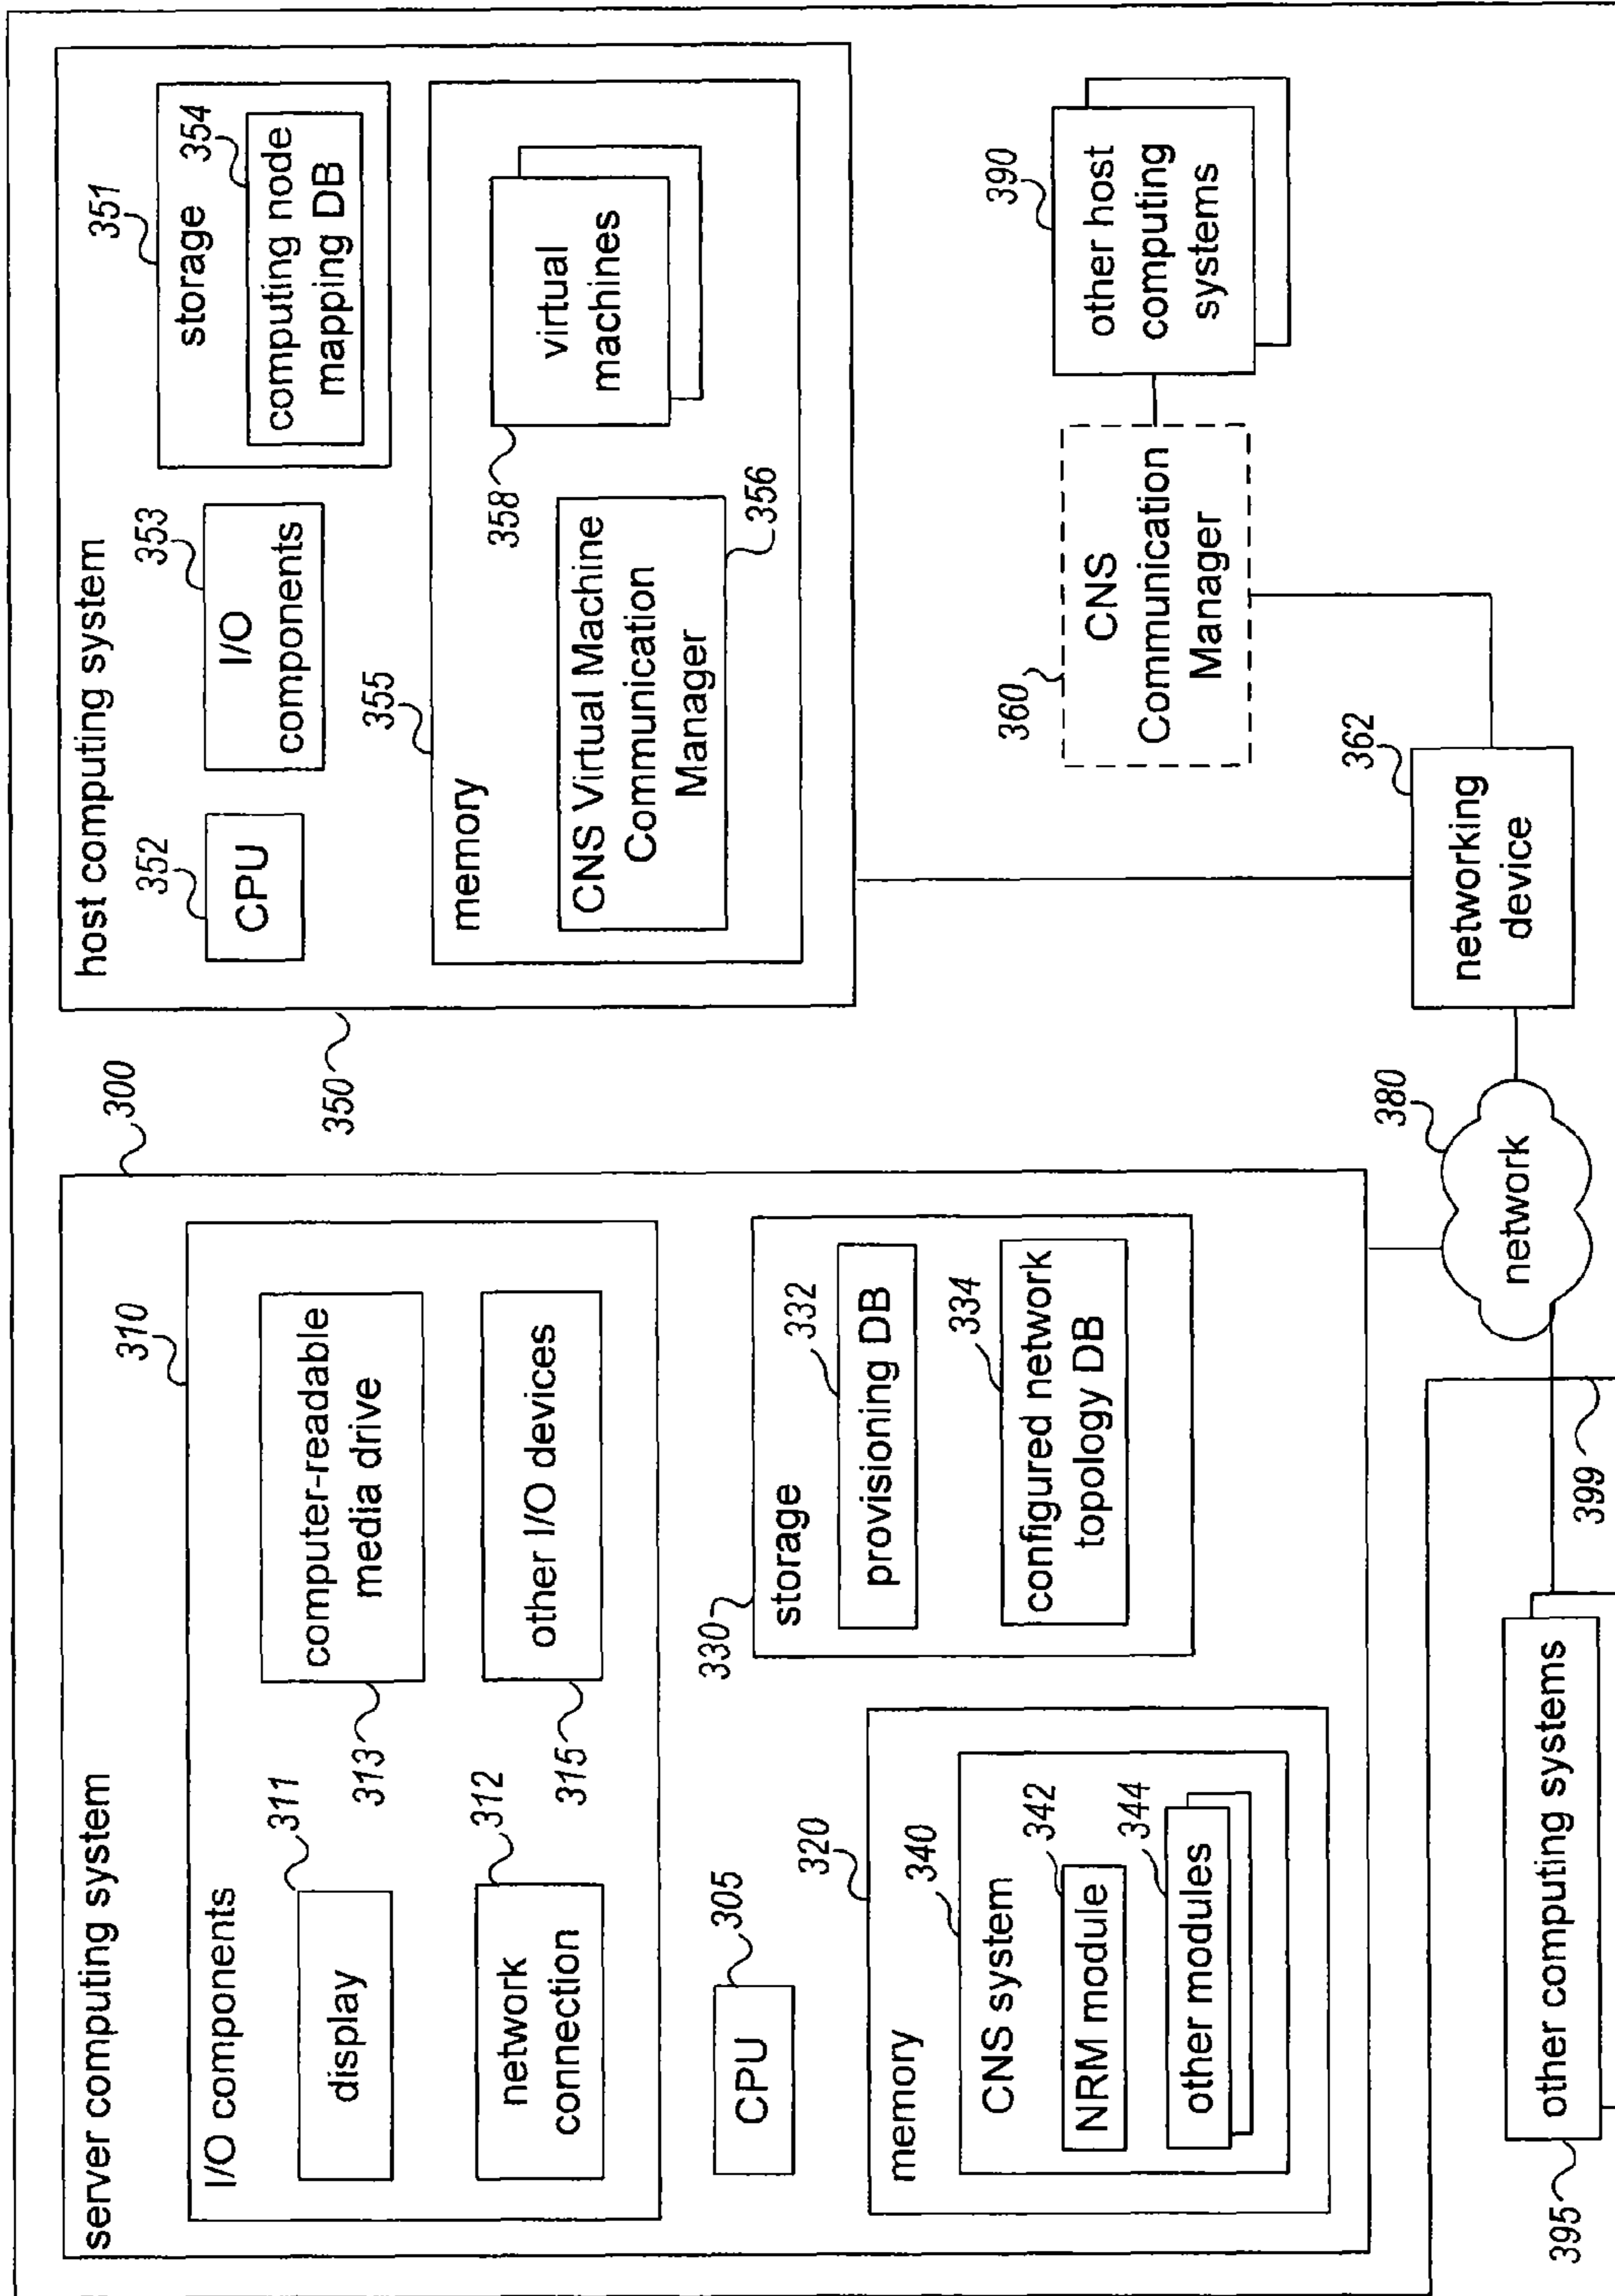 server computing system
300
I/O components
310
display
311
computer-readable
media drive
313
network
connection
312
other I/O devices
315
CPU
305
memory
320
CNS system
340
NRM module
342
other modules
344
storage
330
provisioning DB
332
configured network
topology DB
334
host computing system
350
CPU
352
I/O
components
353
storage
351
computing node
mapping DB
354
memory
355
CNS Virtual Machine
Communication
Manager
356
virtual
machines
358
CNS
Communication
Manager
360
other host
computing
systems
390
networking
device
362
network
380
other computing systems
395
399